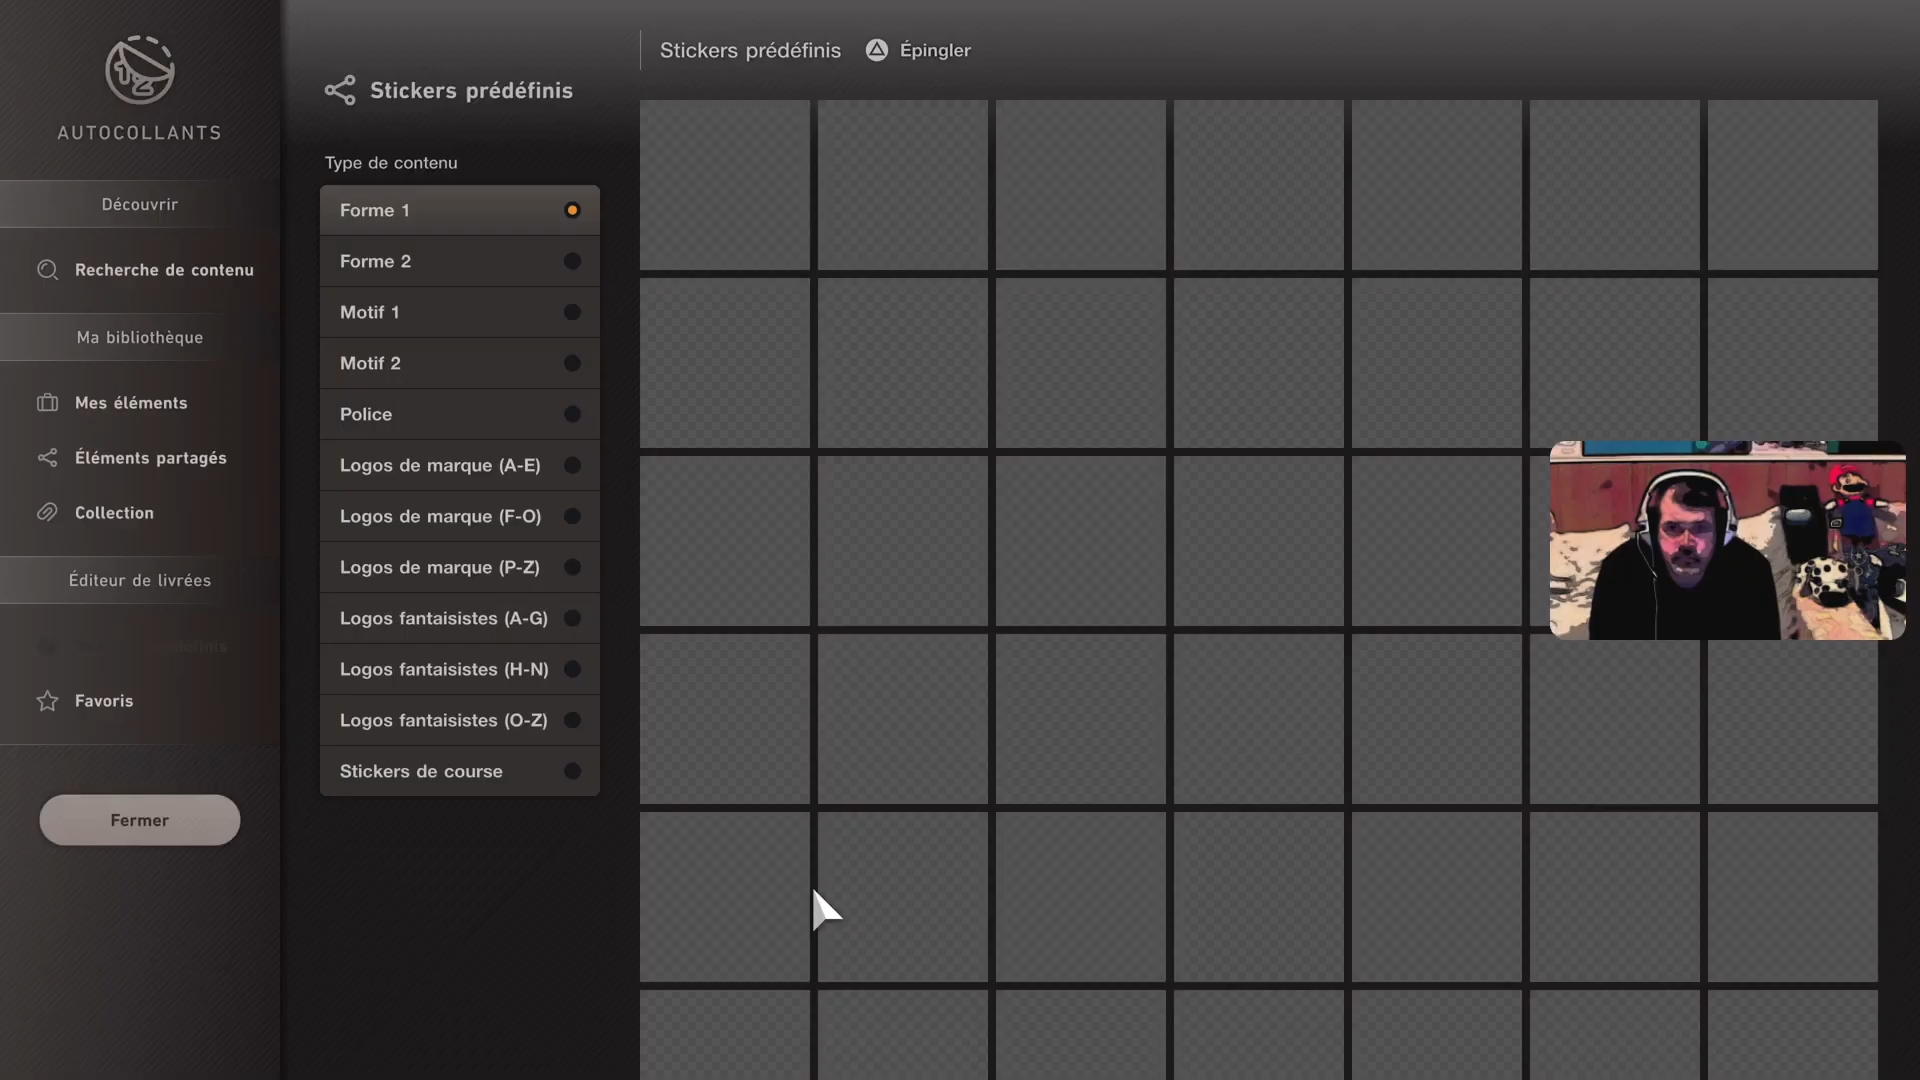 AUTOCOLLANTS
Découvrir
Recherche de contenu
Ma bibliothèque
Mes éléments
Éléments partagés
Collection
Éditeur de livrées
Favoris
Fermer
Stickers prédéfinis
Type de contenu
Forme 1
Forme 2
Motif 1
Motif 2
Police
Logos de marque (A-E)
Logos de marque (F-O)
Logos de marque (P-Z)
Logos fantaisistes (A-G)
Logos fantaisistes (H-N)
Logos fantaisistes (O-Z)
Stickers de course
Stickers prédéfinis Épingler